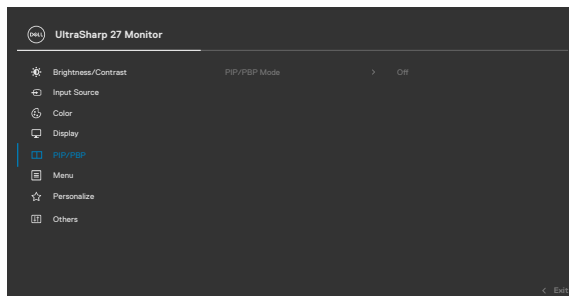 DELL UltraSharp 27 Monitor
Brightness/Contrast PIP/PBP Mode > Off
Input Source
Color
Display
PIP/PBP
Menu
Personalize
Others
< Exit